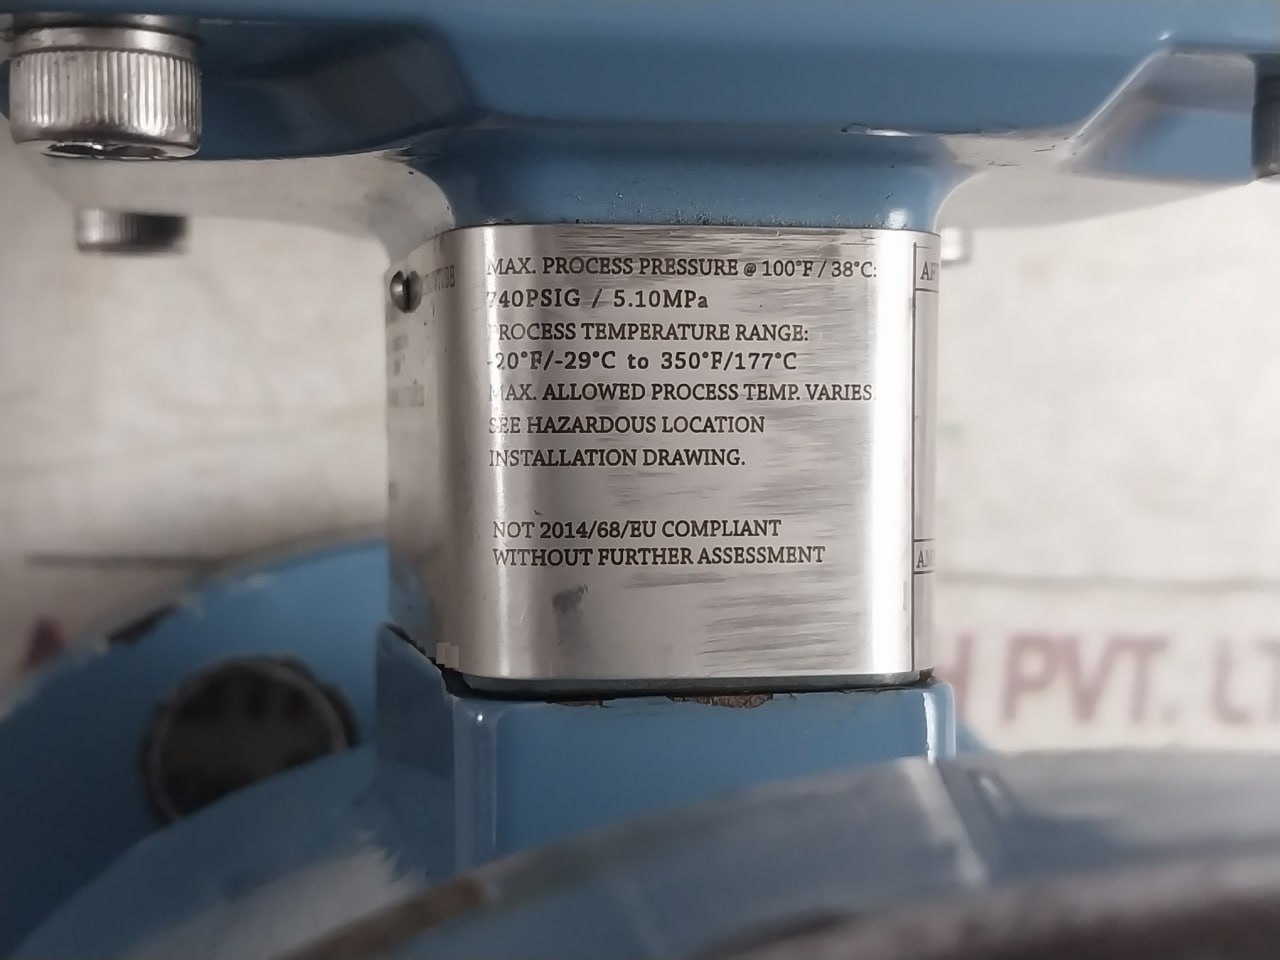 MAX. PROCESS PRESSURE @ 100°F / 38°C:
740PSIG / 5.10MPa
PROCESS TEMPERATURE RANGE:
-20°F/-29°C to 350°F/177°C
MAX. ALLOWED PROCESS TEMP. VARIES
SEE HAZARDOUS LOCATION
INSTALLATION DRAWING.
NOT 2014/68/EU COMPLIANT
WITHOUT FURTHER ASSESSMENT
PVT.